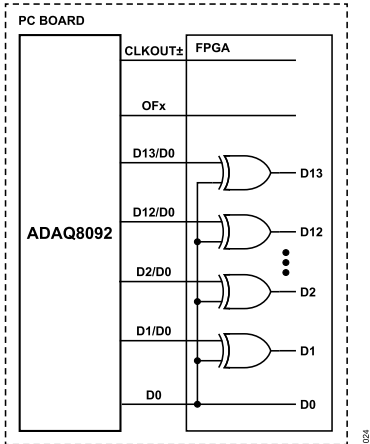 PC BOARD
CLKOUT± FPGA
OFx
D13/D0
D13
D12/D0
D12
ADAQ8092
D2/D0
D2
D1/D0
D1
D0
D0
024